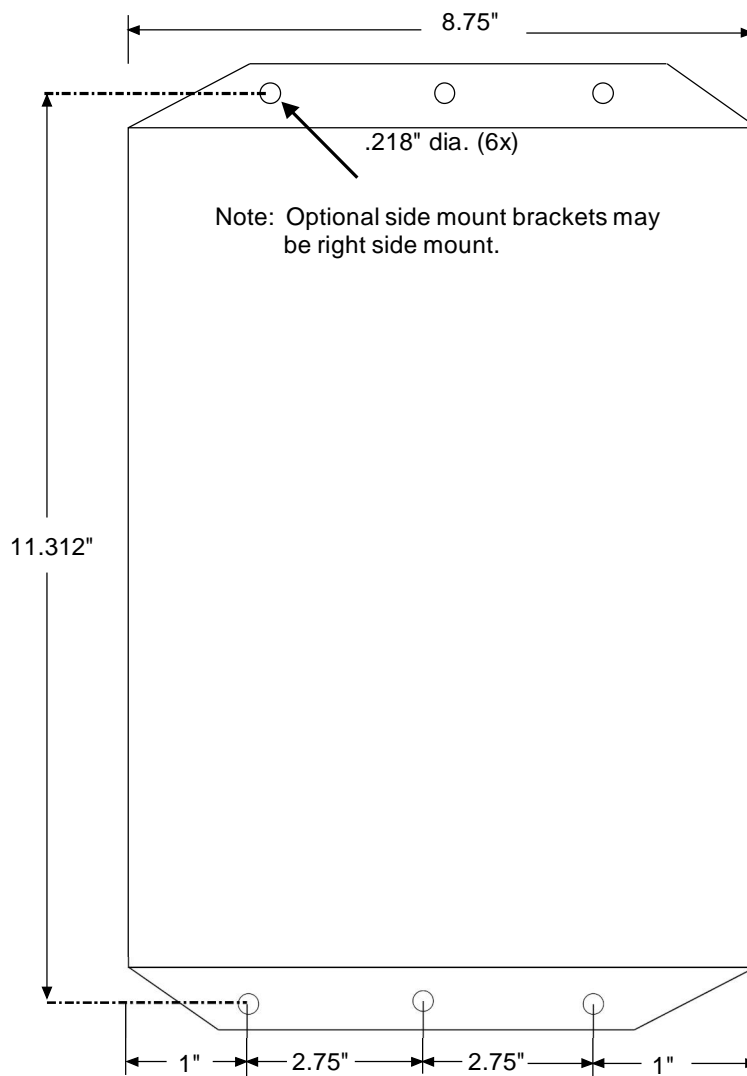 8.75"
.218" dia. (6x)
Note: Optional side mount brackets may
be right side mount.
11.312"
1" 2.75" 2.75" 1"